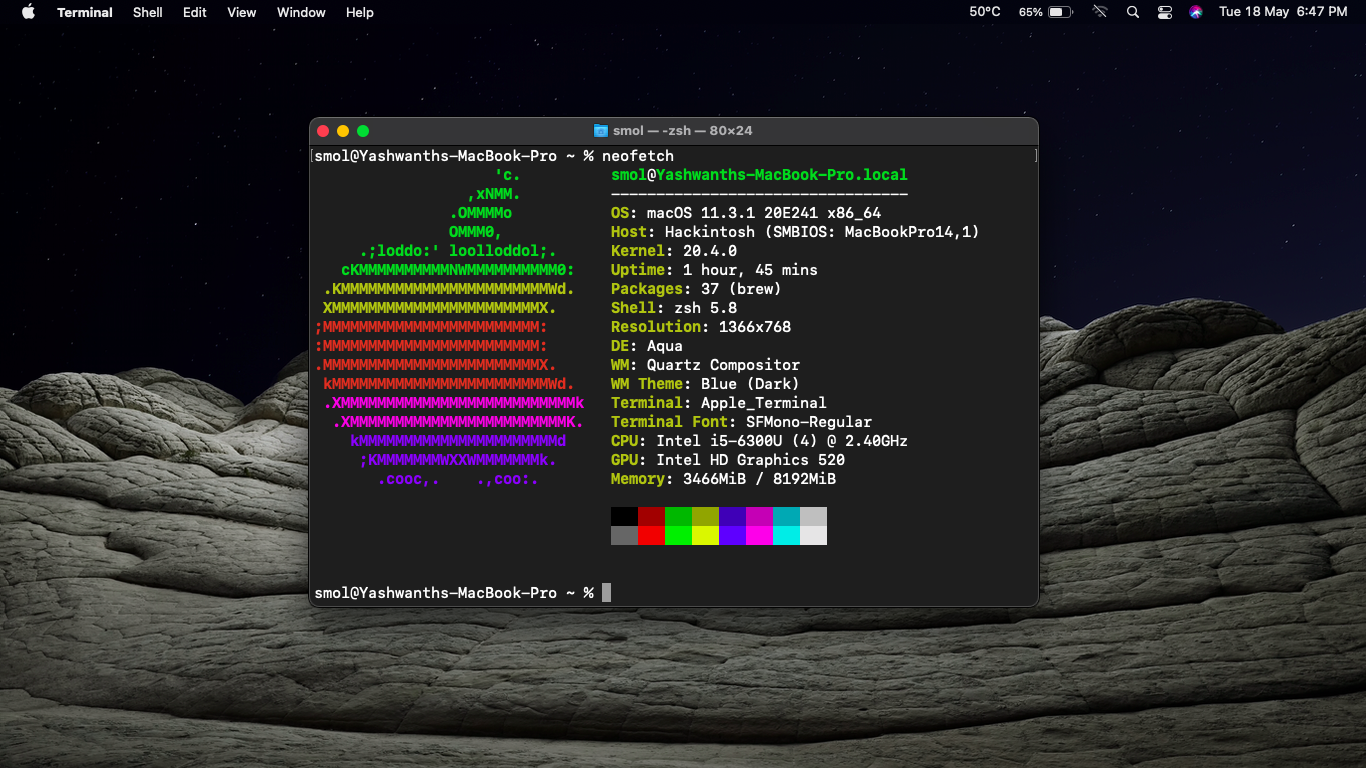 Terminal Shell Edit View Window Help 50°C 65% Tue 18 May 6:47 PM
smol — -zsh — 80×24
smol@Yashwanths-MacBook-Pro ~ % neofetch
'c. smol@Yashwanths-MacBook-Pro.local
,xNMM. ---------------------------------
.OMMMMo OS: macOS 11.3.1 20E241 x86_64
OMMM0, Host: Hackintosh (SMBIOS: MacBookPro14,1)
.;loddo:' loolloddol;. Kernel: 20.4.0
cKMMMMMMMMMMNWMMMMMMMMMM0: Uptime: 1 hour, 45 mins
.KMMMMMMMMMMMMMMMMMMMMMMMWd. Packages: 37 (brew)
XMMMMMMMMMMMMMMMMMMMMMMMX. Shell: zsh 5.8
;MMMMMMMMMMMMMMMMMMMMMMMM: Resolution: 1366x768
:MMMMMMMMMMMMMMMMMMMMMMMM: DE: Aqua
.MMMMMMMMMMMMMMMMMMMMMMMMX. WM: Quartz Compositor
kMMMMMMMMMMMMMMMMMMMMMMMMWd. WM Theme: Blue (Dark)
.XMMMMMMMMMMMMMMMMMMMMMMMMMMk Terminal: Apple_Terminal
.XMMMMMMMMMMMMMMMMMMMMMMMMK. Terminal Font: SFMono-Regular
kMMMMMMMMMMMMMMMMMMMMMMd CPU: Intel i5-6300U (4) @ 2.40GHz
;KMMMMMMMWXXWMMMMMMMk. GPU: Intel HD Graphics 520
.cooc,. .,coo:. Memory: 3466MiB / 8192MiB
smol@Yashwanths-MacBook-Pro ~ %